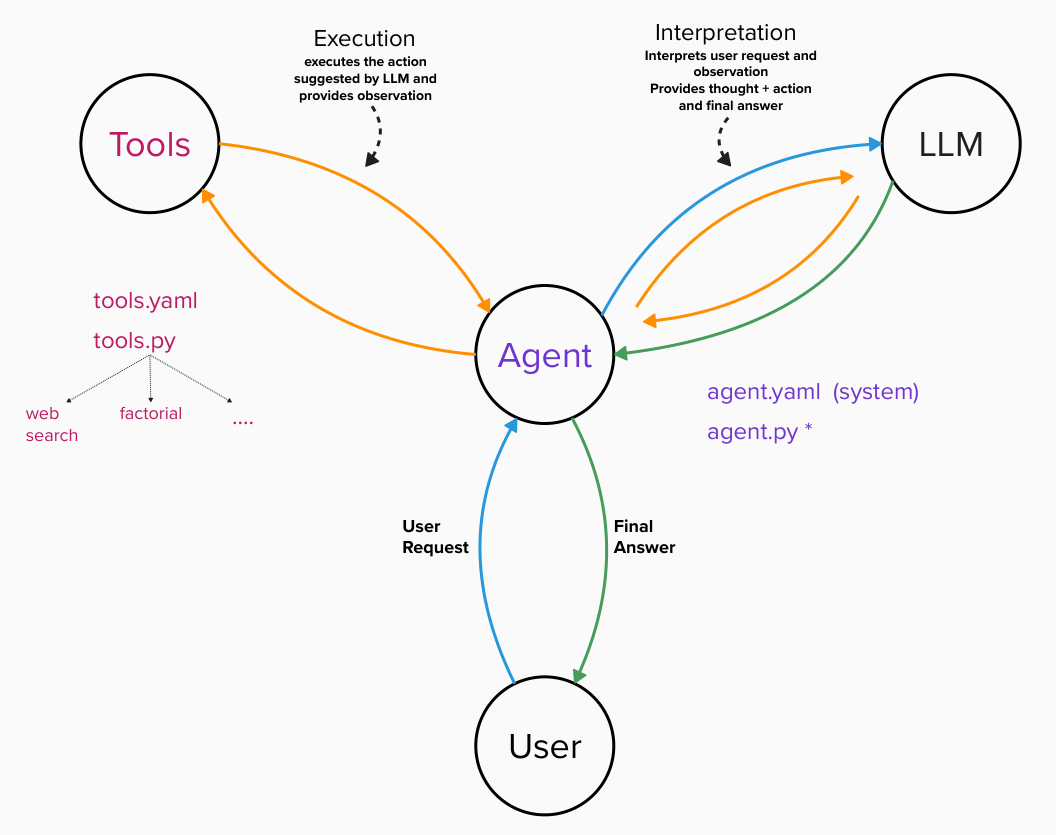 Execution
executes the action
suggested by LLM and
provides observation
Interpretation
Interprets user request and
observation
Provides thought + action
and final answer
Tools
LLM
tools.yaml
tools.py
web
search
factorial
....
Agent
agent.yaml (system)
agent.py *
User
Request
Final
Answer
User